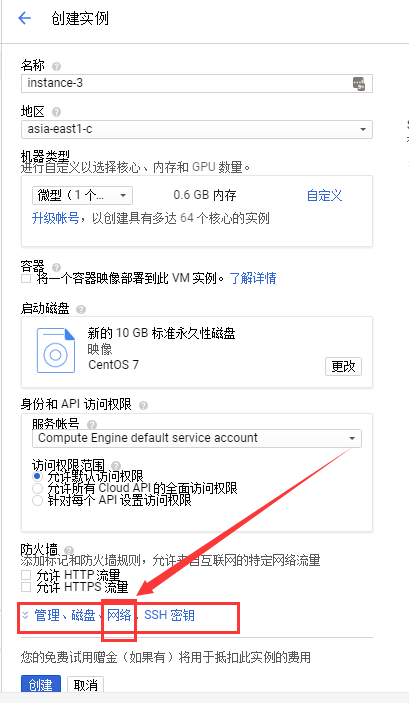 创建实例
名称
instance-3
地区
asia-east1-c
机器类型
进行自定义以选择核心、内存和 GPU 数量。
微型（1 个... 0.6 GB 内存 自定义
升级帐号，以创建具有多达 64 个核心的实例
容器
将一个容器映像部署到此 VM 实例。了解详情
启动磁盘
新的 10 GB 标准永久性磁盘
映像
CentOS 7
更改
身份和 API 访问权限
服务帐号
Compute Engine default service account
访问权限范围
允许默认访问权限
允许所有 Cloud API 的全面访问权限
针对每个 API 设置访问权限
防火墙
添加标记和防火墙规则，允许来自互联网的特定网络流量
允许 HTTP 流量
允许 HTTPS 流量
管理、磁盘、网络、SSH 密钥
您的免费试用赠金（如果有）将用于抵扣此实例的费用
创建 取消